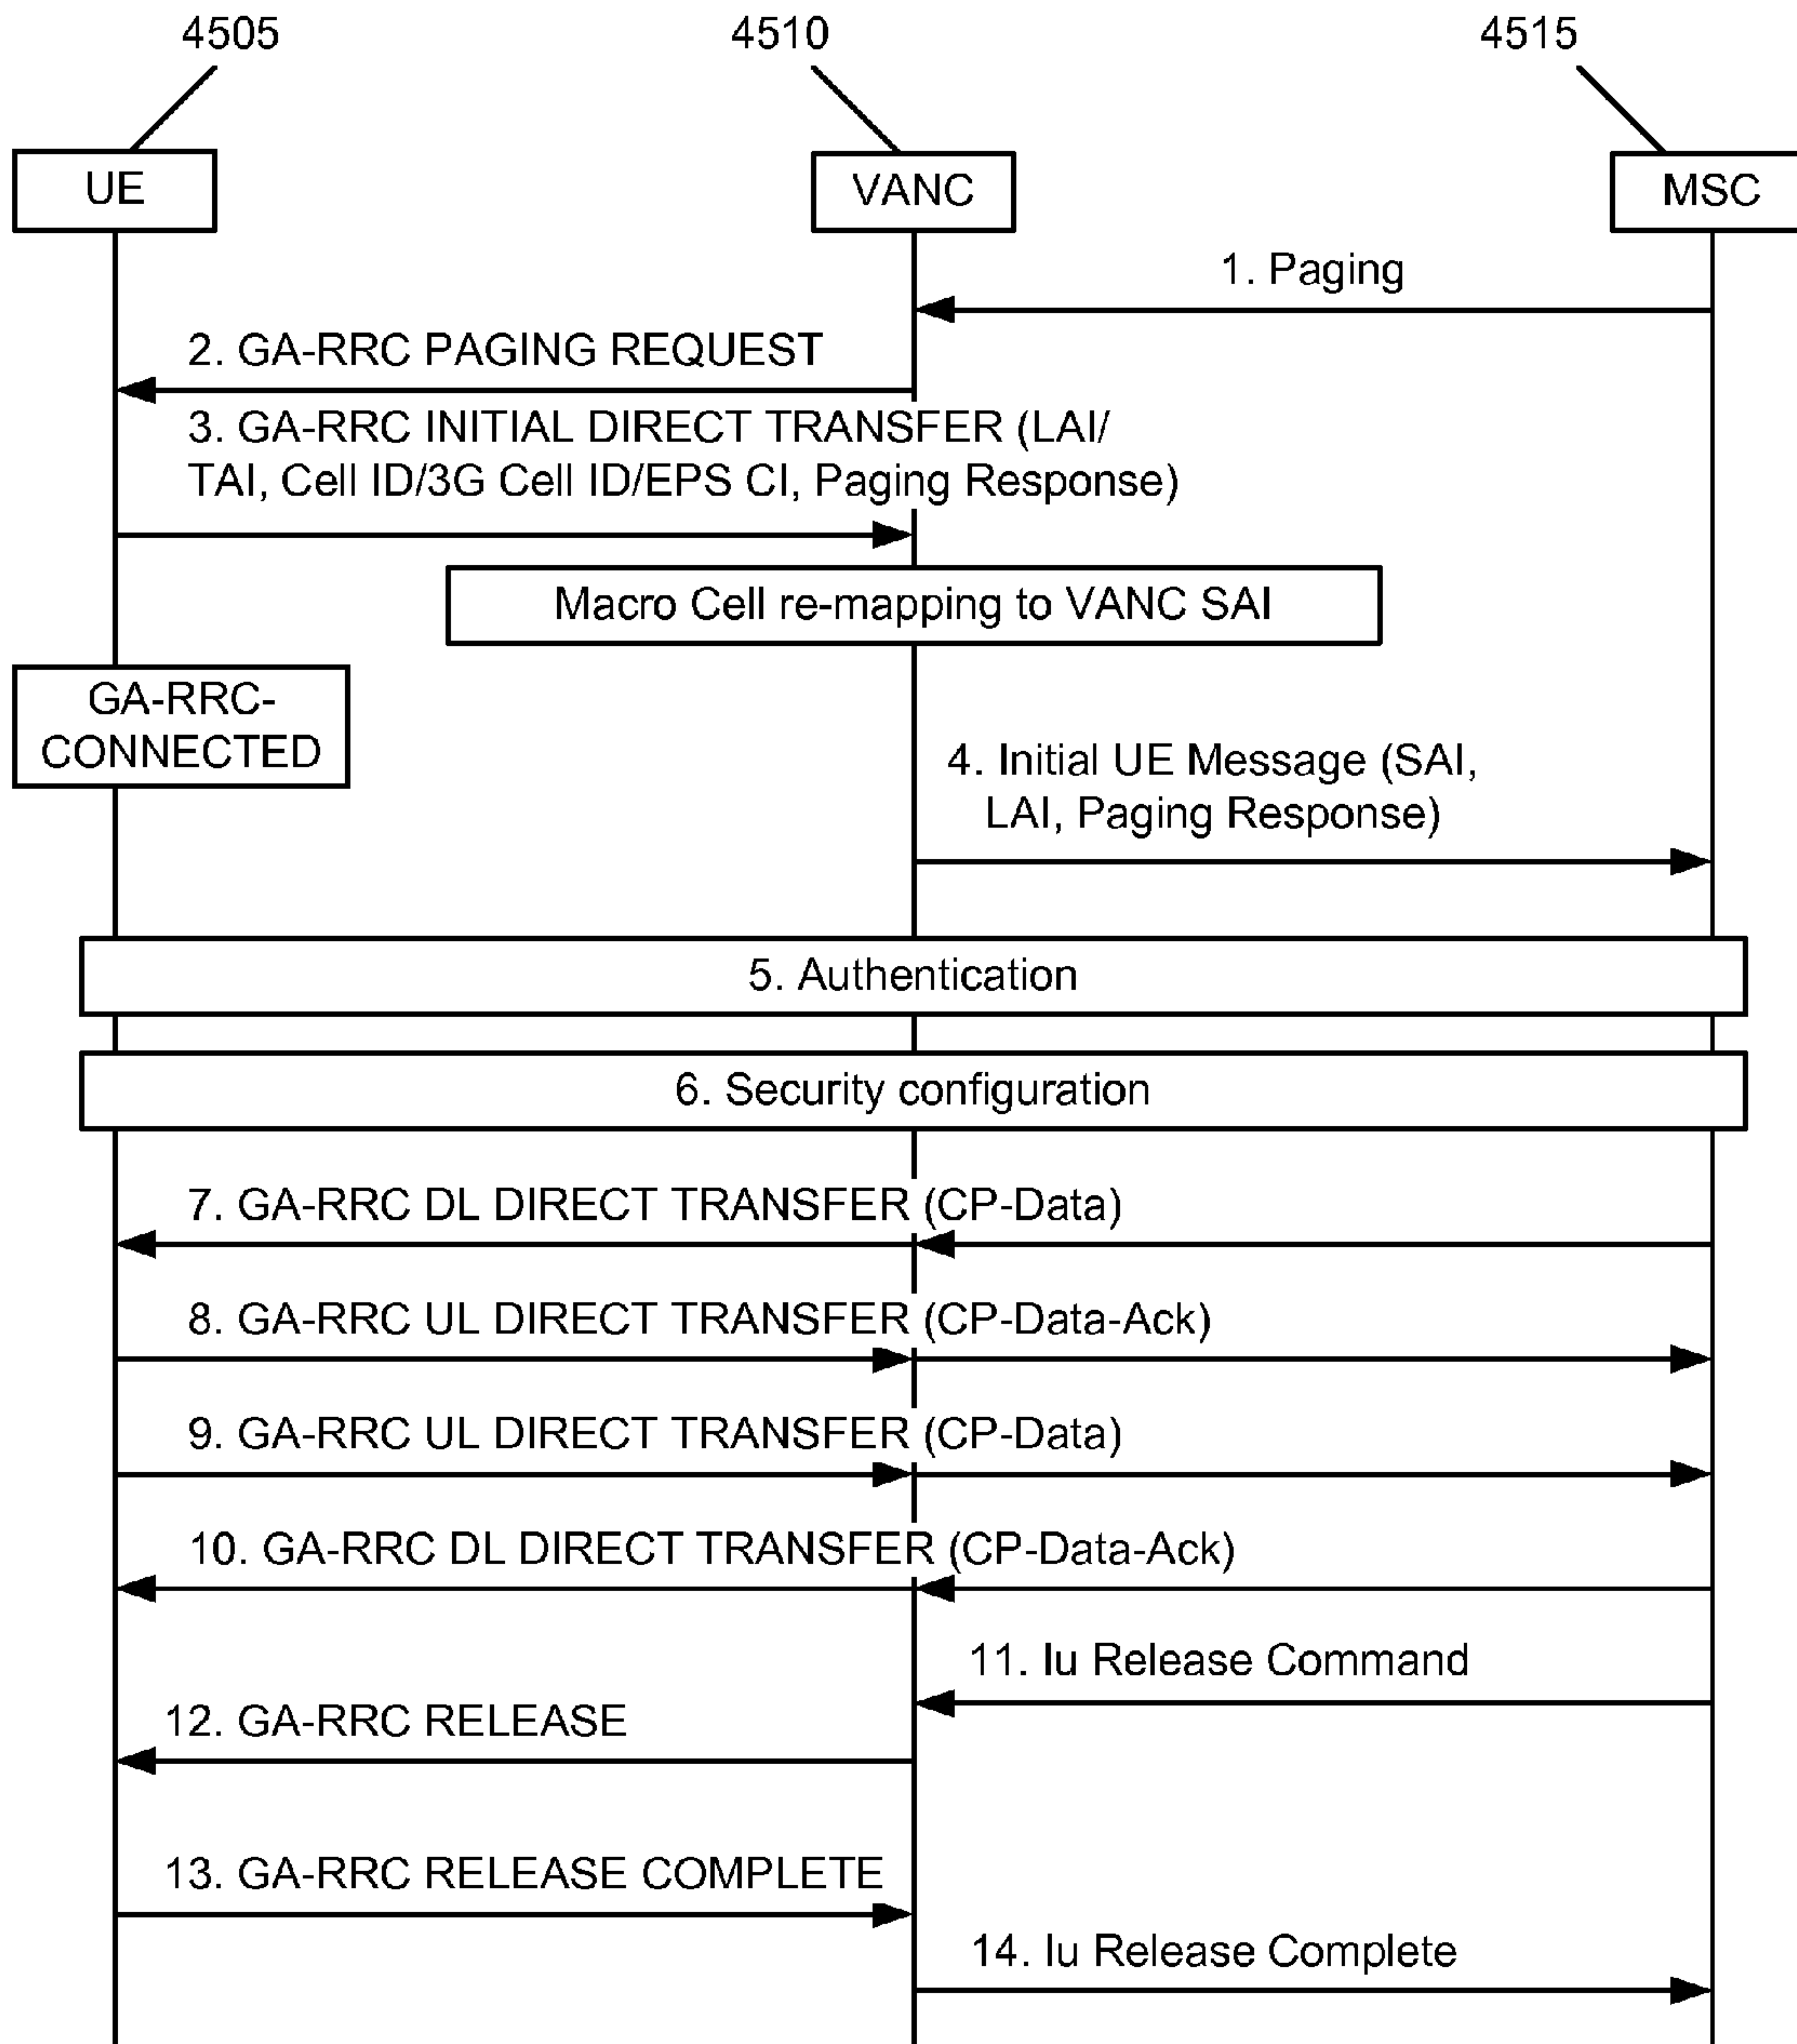 4505
4510
4515
UE
VANC
MSC
1. Paging
2. GA-RRC PAGING REQUEST
3. GA-RRC INITIAL DIRECT TRANSFER (LAI/
TAI, Cell ID/3G Cell ID/EPS CI, Paging Response)
Macro Cell re-mapping to VANC SAI
GA-RRC-
CONNECTED
4. Initial UE Message (SAI,
LAI, Paging Response)
5. Authentication
6. Security configuration
7. GA-RRC DL DIRECT TRANSFER (CP-Data)
8. GA-RRC UL DIRECT TRANSFER (CP-Data-Ack)
9. GA-RRC UL DIRECT TRANSFER (CP-Data)
10. GA-RRC DL DIRECT TRANSFER (CP-Data-Ack)
11. Iu Release Command
12. GA-RRC RELEASE
13. GA-RRC RELEASE COMPLETE
14. Iu Release Complete